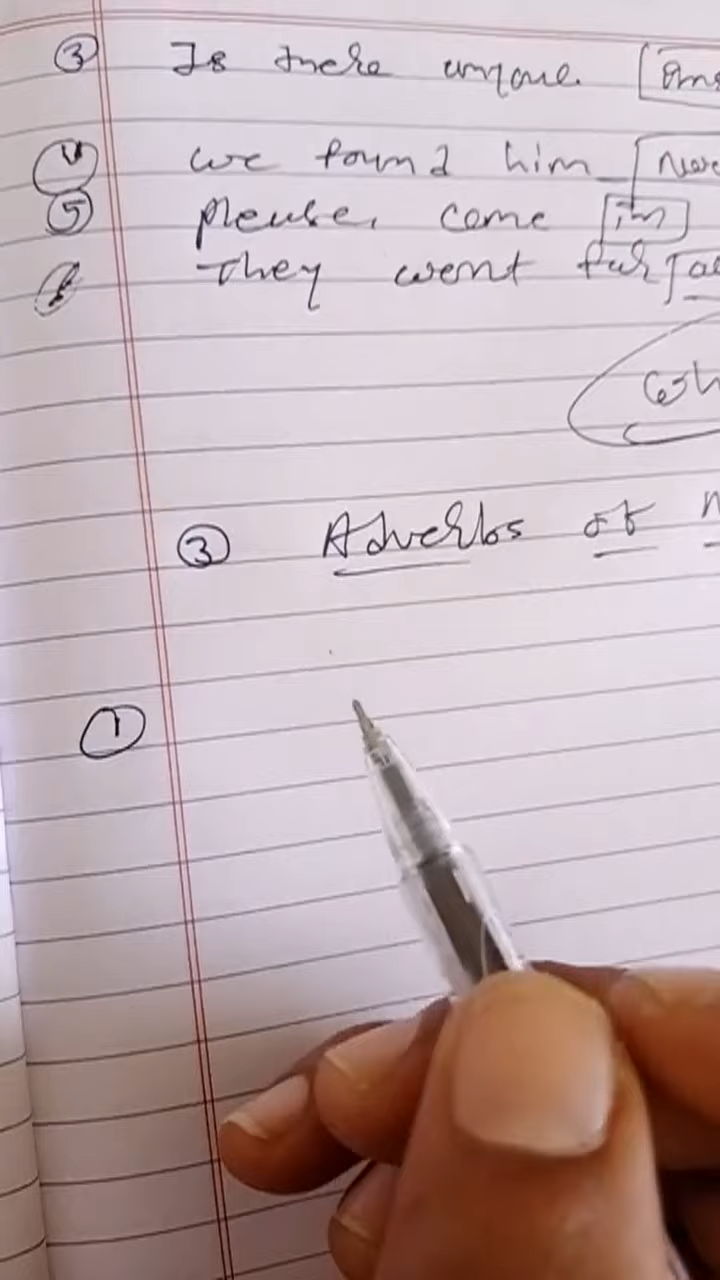 ③ Is there anyone
④ we found him
⑤ please, come in
They went far
③ Adverbs of
①